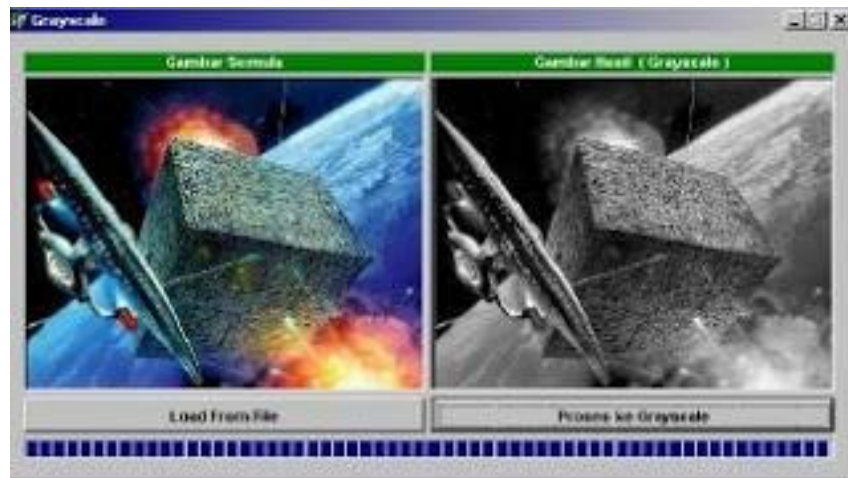 Grayscale
Gambar Semula
Gambar Hasil ( Grayscale )
Load From File
Proses ke Grayscale